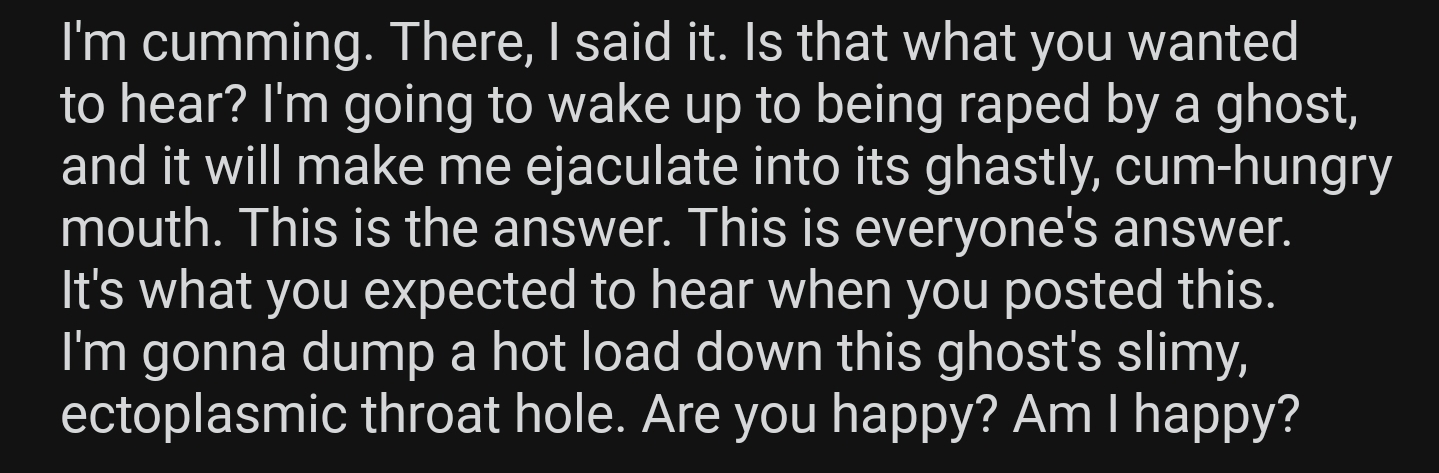 I'm cumming. There, I said it. Is that what you wanted
to hear? I'm going to wake up to being raped by a ghost,
and it will make me ejaculate into its ghastly, cum-hungry
mouth. This is the answer. This is everyone's answer.
It's what you expected to hear when you posted this.
I'm gonna dump a hot load down this ghost's slimy,
ectoplasmic throat hole. Are you happy? Am I happy?